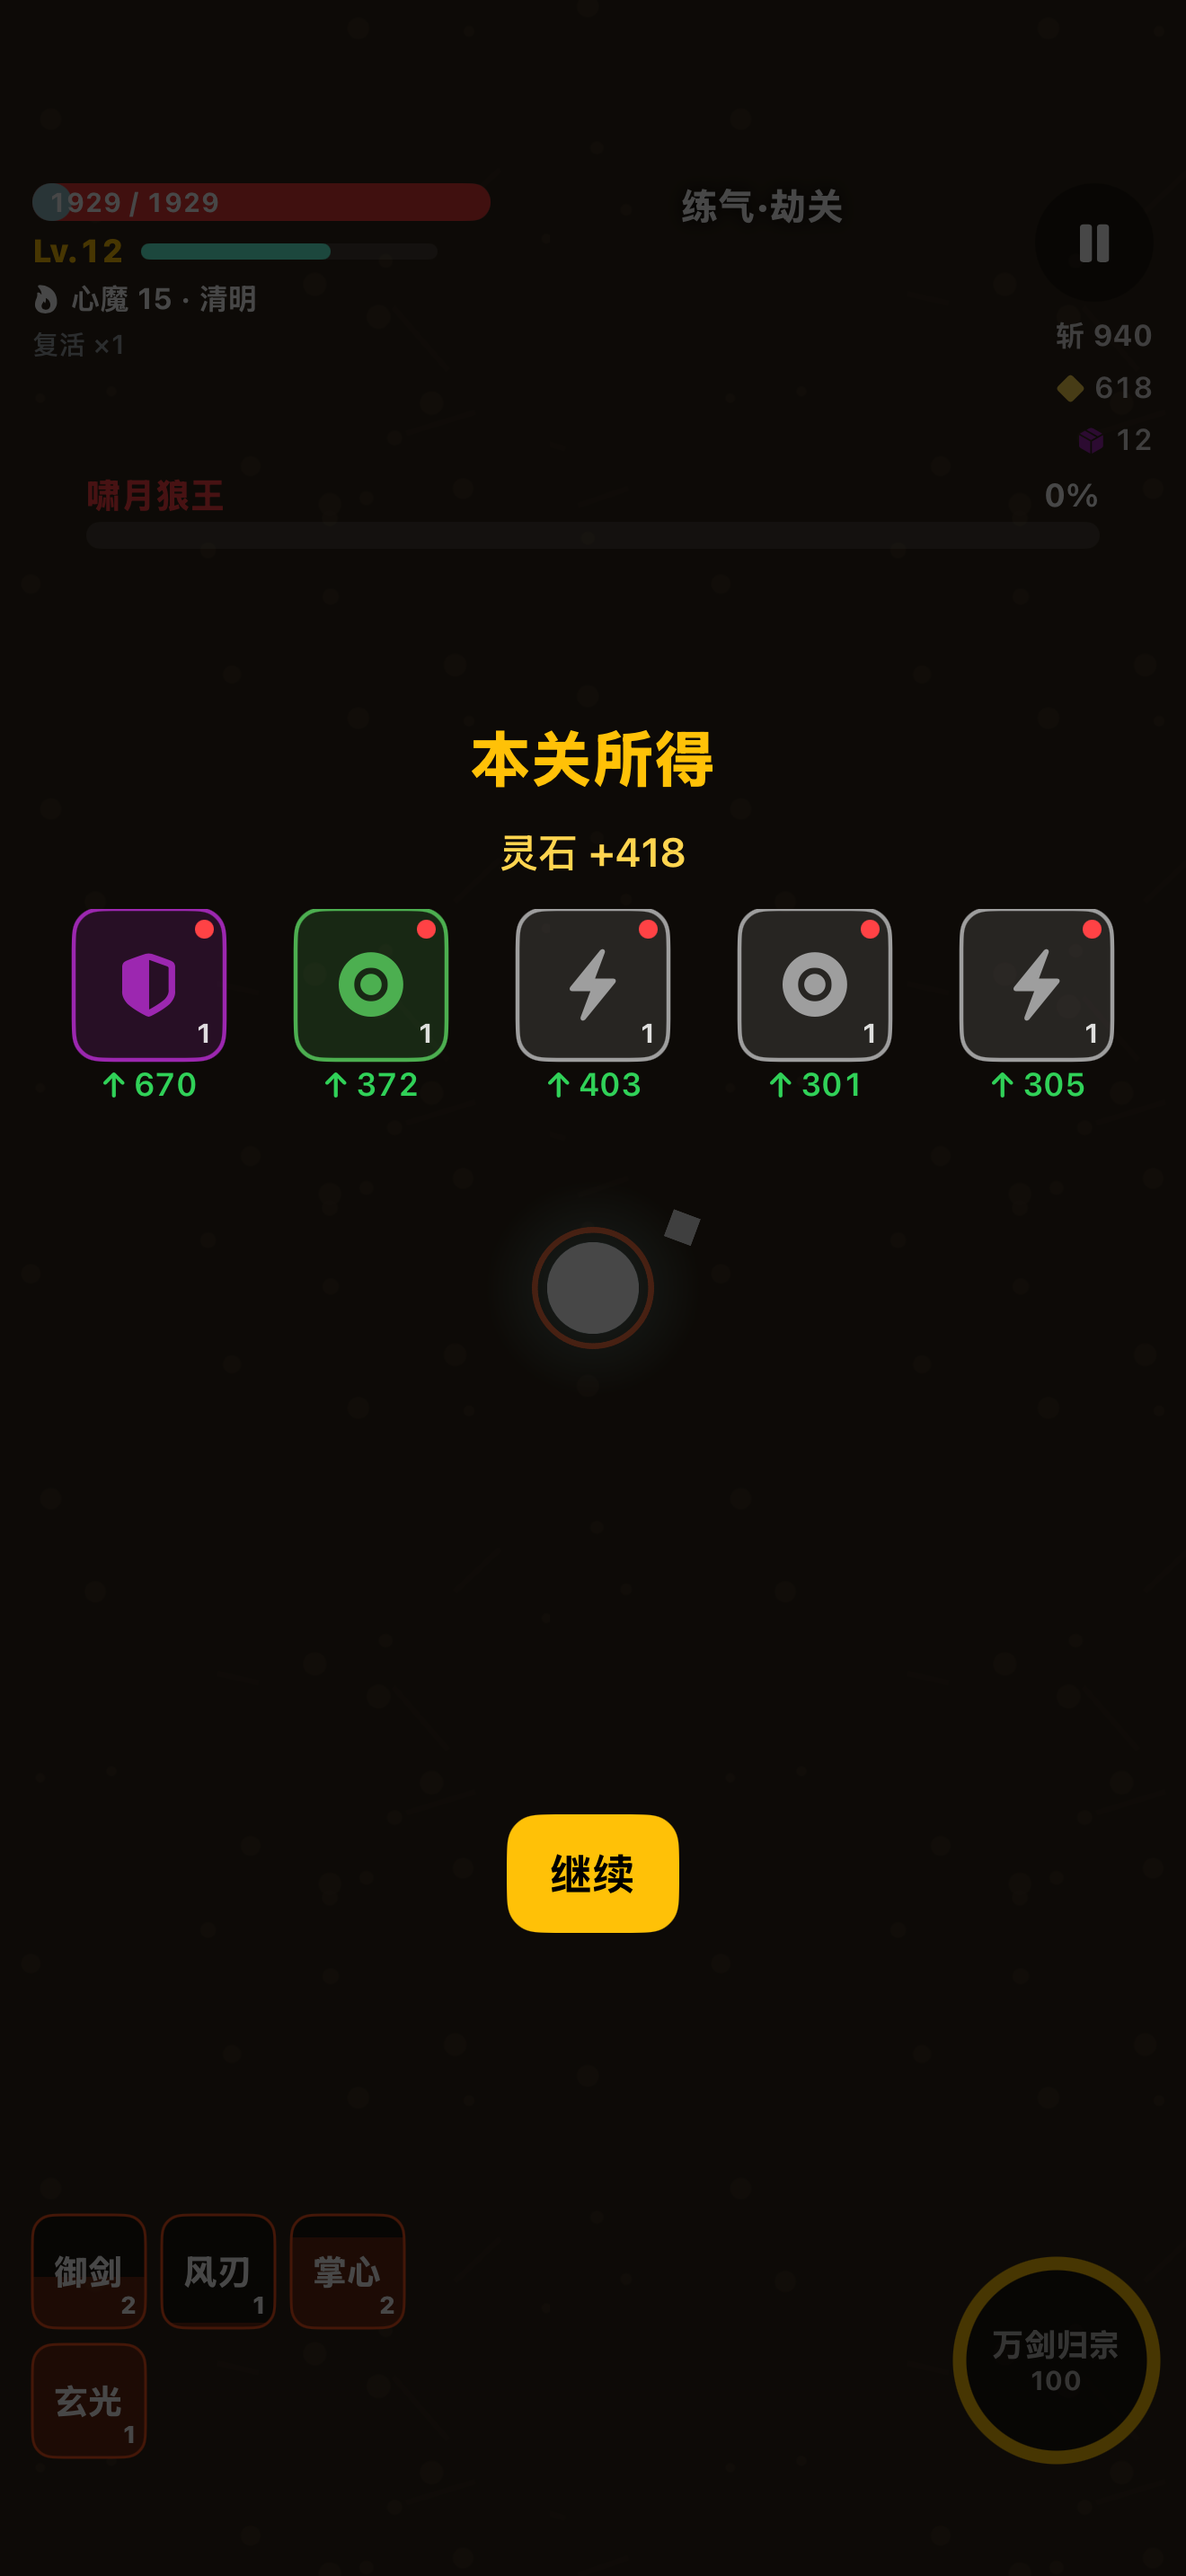 1929 / 1929
练气·劫关
Lv.12
心魔 15 · 清明
复活 ×1
斩 940
618
12
啸月狼王
0%
本关所得
灵石 +418
1
1
1
1
1
↑ 670
↑ 372
↑ 403
↑ 301
↑ 305
继续
御剑
2
风刃
1
掌心
2
玄光
1
万剑归宗
100